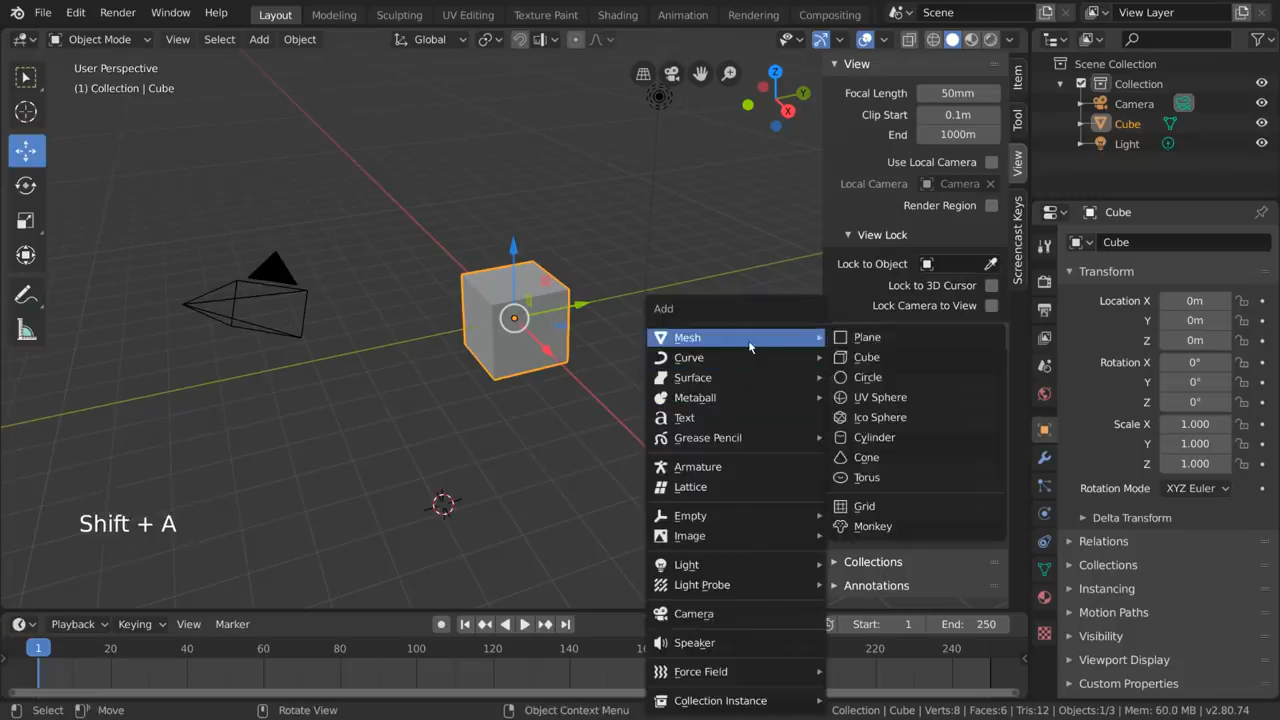 File Edit Render Window Help Layout Modeling Sculpting UV Editing Texture Paint Shading Animation Rendering Compositing Scene View Layer
Object Mode View Select Add Object Global
User Perspective
(1) Collection | Cube
Z
Y
X
View
Focal Length 50mm
Clip Start 0.1m
End 1000m
Use Local Camera
Local Camera Camera
Render Region
View Lock
Lock to Object
Lock to 3D Cursor
Lock Camera to View
Collections
Annotations
Item
Tool
View
Screencast Keys
Add
Mesh
Curve
Surface
Metaball
Text
Grease Pencil
Armature
Lattice
Empty
Image
Light
Light Probe
Camera
Speaker
Force Field
Collection Instance
Plane
Cube
Circle
UV Sphere
Ico Sphere
Cylinder
Cone
Torus
Grid
Monkey
Shift + A
Scene Collection
Collection
Camera
Cube
Light
Cube
Cube
Transform
Location X 0m
Y 0m
Z 0m
Rotation X 0°
Y 0°
Z 0°
Scale X 1.000
Y 1.000
Z 1.000
Rotation Mode XYZ Euler
Delta Transform
Relations
Collections
Instancing
Motion Paths
Visibility
Viewport Display
Custom Properties
Playback Keying View Marker Start: 1 End: 250
1 20 40 60 80 100 120 140 160 220 240
Select Move Rotate View Object Context Menu Collection | Cube | Verts:8 | Faces:6 | Tris:12 | Objects:1/3 | Mem: 60.0 MB | v2.80.74